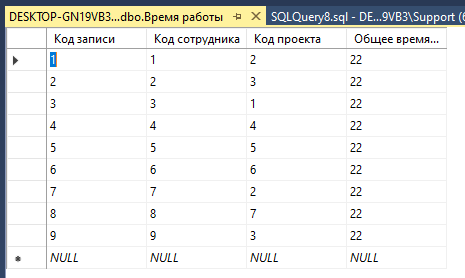 DESKTOP-GN19VB3...dbo.Время работы SQLQuery8.sql - DE...9VB3\Support (6
Код записи Код сотрудника Код проекта Общее время...
1 1 2 22
2 2 3 22
3 3 1 22
4 4 4 22
5 5 5 22
6 6 6 22
7 7 2 22
8 8 7 22
9 9 3 22
NULL NULL NULL NULL